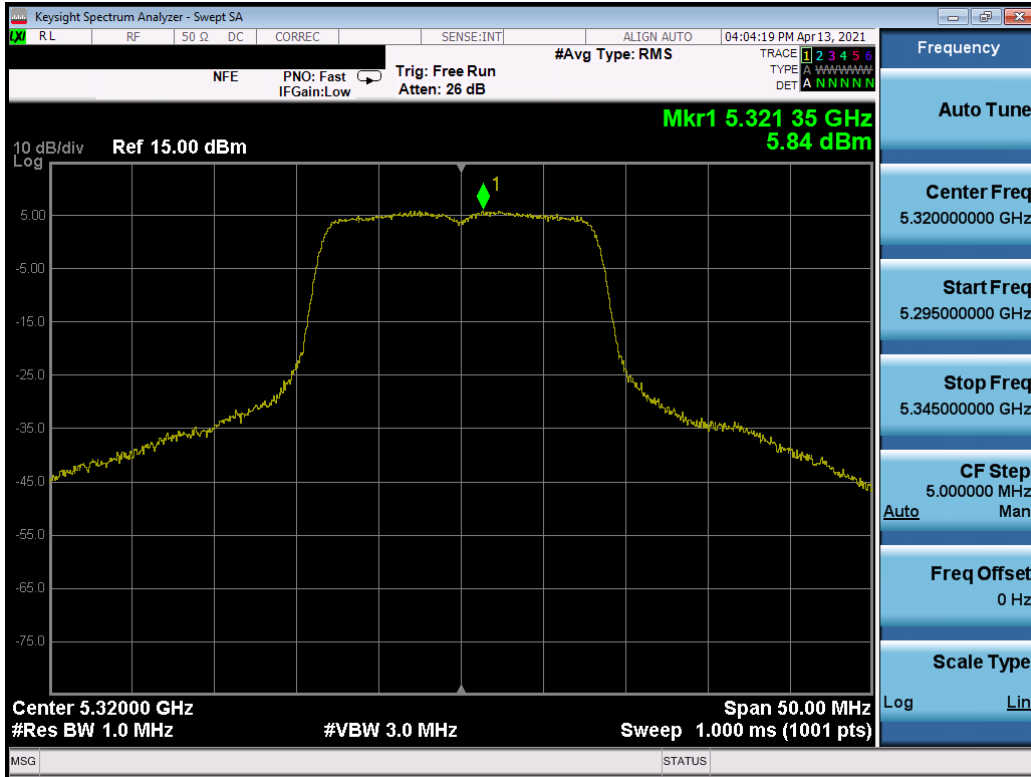 Keysight Spectrum Analyzer - Swept SA
LXI RL RF 50 Ω DC CORREC SENSE:INT ALIGN AUTO 04:04:19 PM Apr 13, 2021
NFE PNO: Fast Trig: Free Run #Avg Type: RMS TRACE 1 2 3 4 5 6
IFGain:Low Atten: 26 dB TYPE A WWWWW
DET A N N N N N
Mkr1 5.321 35 GHz
5.84 dBm
10 dB/div Ref 15.00 dBm
Log
1
5.00
-5.00
-15.0
-25.0
-35.0
-45.0
-55.0
-65.0
-75.0
Center 5.32000 GHz Span 50.00 MHz
#Res BW 1.0 MHz #VBW 3.0 MHz Sweep 1.000 ms (1001 pts)
MSG STATUS
Frequency
Auto Tune
Center Freq
5.320000000 GHz
Start Freq
5.295000000 GHz
Stop Freq
5.345000000 GHz
CF Step
5.000000 MHz
Auto Man
Freq Offset
0 Hz
Scale Type
Log Lin